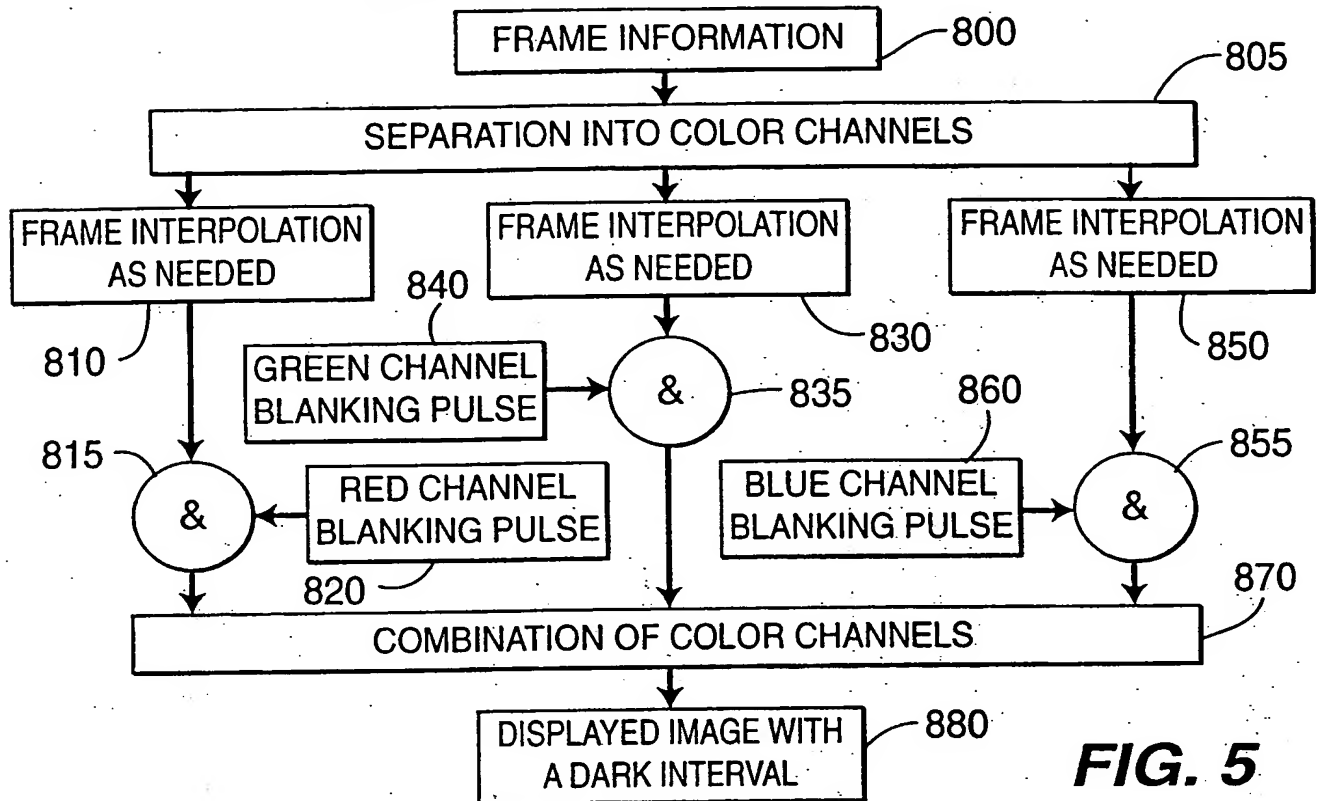 FRAME INFORMATION
800
805
SEPARATION INTO COLOR CHANNELS
FRAME INTERPOLATION
AS NEEDED
810
FRAME INTERPOLATION
AS NEEDED
830
FRAME INTERPOLATION
AS NEEDED
850
840
GREEN CHANNEL
BLANKING PULSE
&
835
860
815
&
RED CHANNEL
BLANKING PULSE
820
BLUE CHANNEL
BLANKING PULSE
&
855
870
COMBINATION OF COLOR CHANNELS
DISPLAYED IMAGE WITH
A DARK INTERVAL
880
FIG. 5